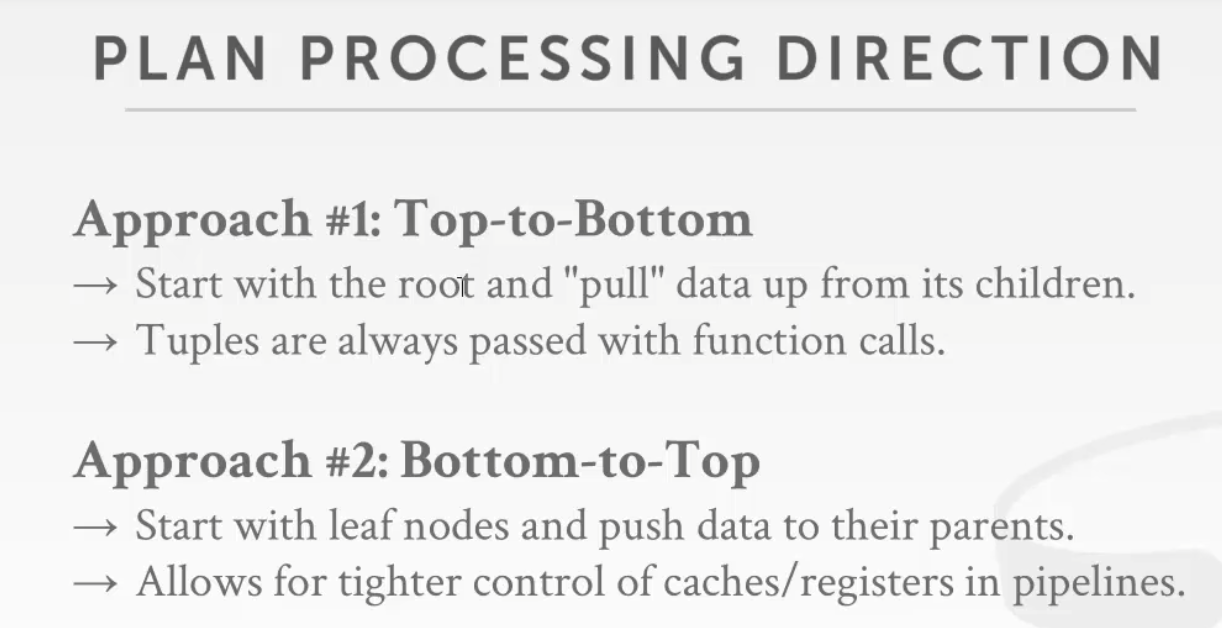 PLAN PROCESSING DIRECTION
Approach #1: Top-to-Bottom
→ Start with the root and "pull" data up from its children.
→ Tuples are always passed with function calls.
Approach #2: Bottom-to-Top
→ Start with leaf nodes and push data to their parents.
→ Allows for tighter control of caches/registers in pipelines.